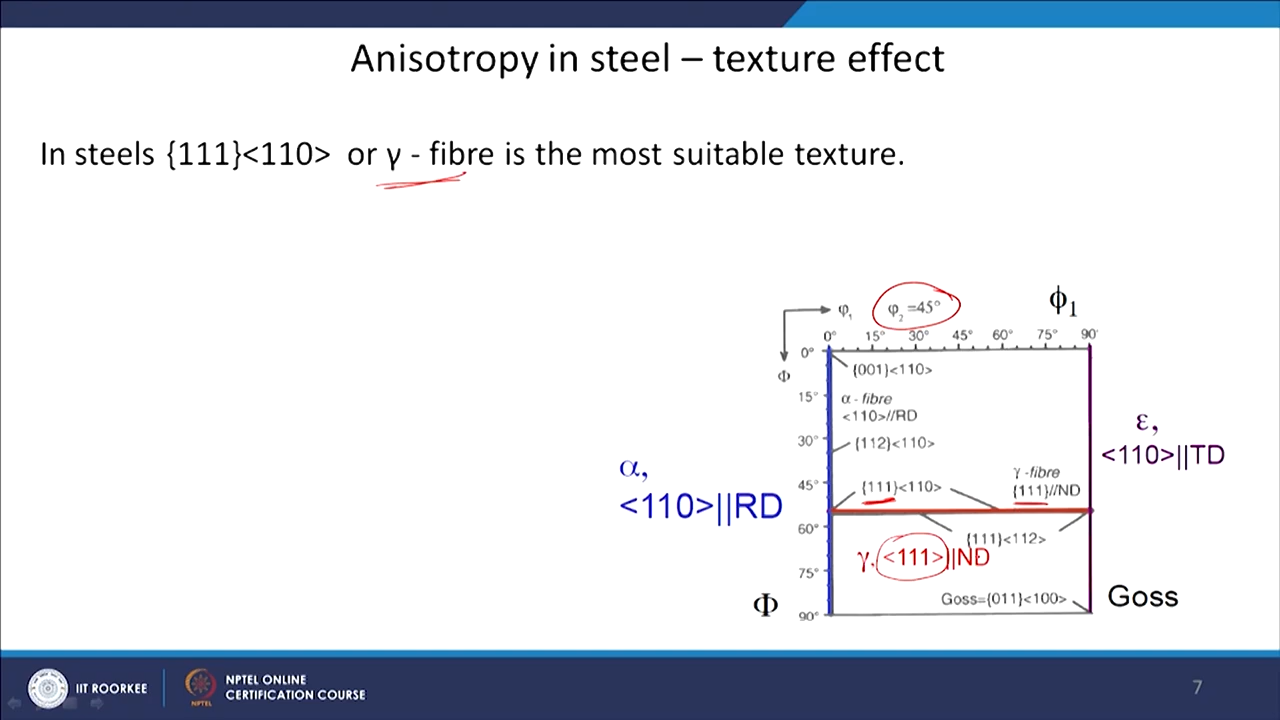 Anisotropy in steel – texture effect
In steels {111}<110> or γ - fibre is the most suitable texture.
φ₁ φ₂ =45° ϕ₁
0° 15° 30° 45° 60° 75° 90°
0°
Φ
{001}<110>
15°
α - fibre
<110>//RD
30°
{112}<110>
ε,
<110>||TD
α,
<110>||RD
45°
{111}<110>
γ -fibre
{111}//ND
60°
{111}<112>
γ, <111>||ND
75°
Φ
90°
Goss={011}<100>
Goss
IIT ROORKEE
NPTEL
NPTEL ONLINE
CERTIFICATION COURSE
7